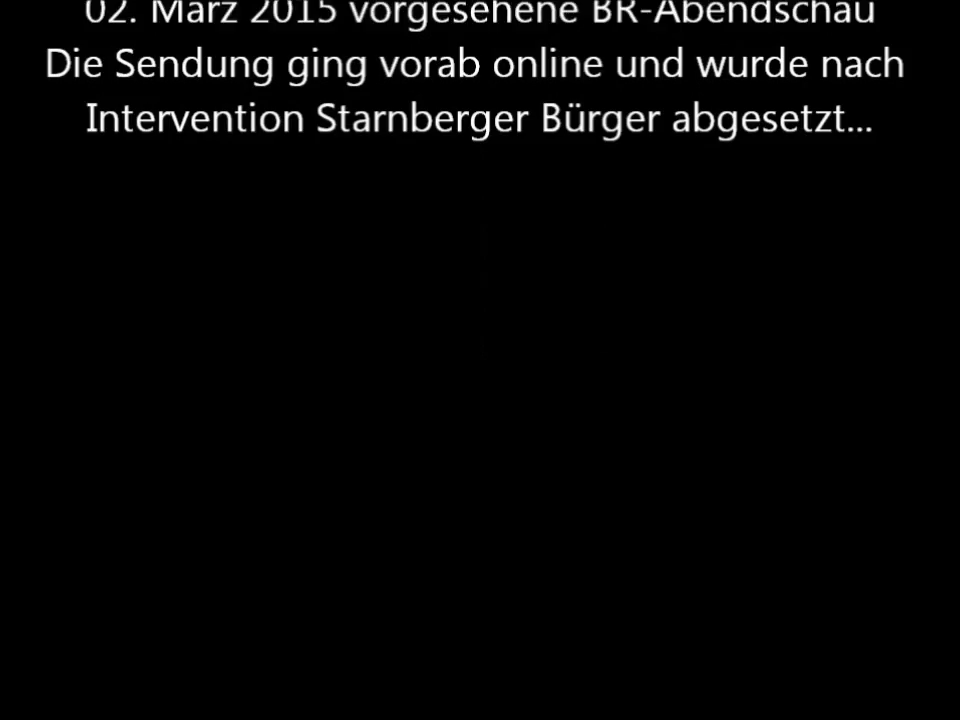 02. März 2015 vorgesehene BR-Abendschau
Die Sendung ging vorab online und wurde nach
Intervention Starnberger Bürger abgesetzt...